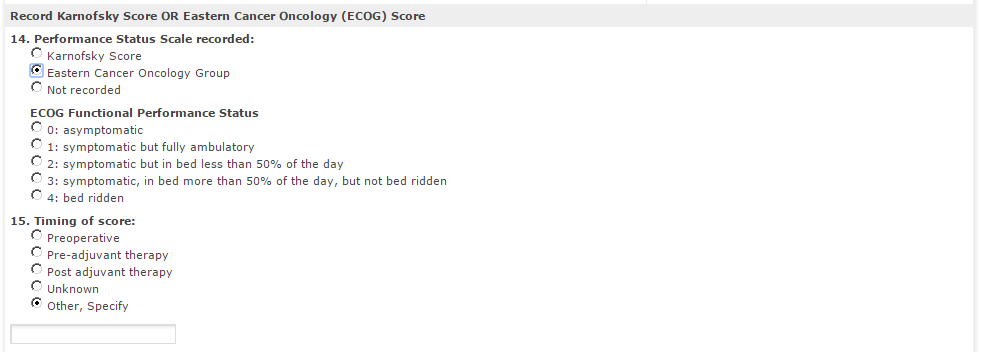 Record Karnofsky Score OR Eastern Cancer Oncology (ECOG) Score
14. Performance Status Scale recorded:
Karnofsky Score
Eastern Cancer Oncology Group
Not recorded
ECOG Functional Performance Status
0: asymptomatic
1: symptomatic but fully ambulatory
2: symptomatic but in bed less than 50% of the day
3: symptomatic, in bed more than 50% of the day, but not bed ridden
4: bed ridden
15. Timing of score:
Preoperative
Pre-adjuvant therapy
Post adjuvant therapy
Unknown
Other, Specify